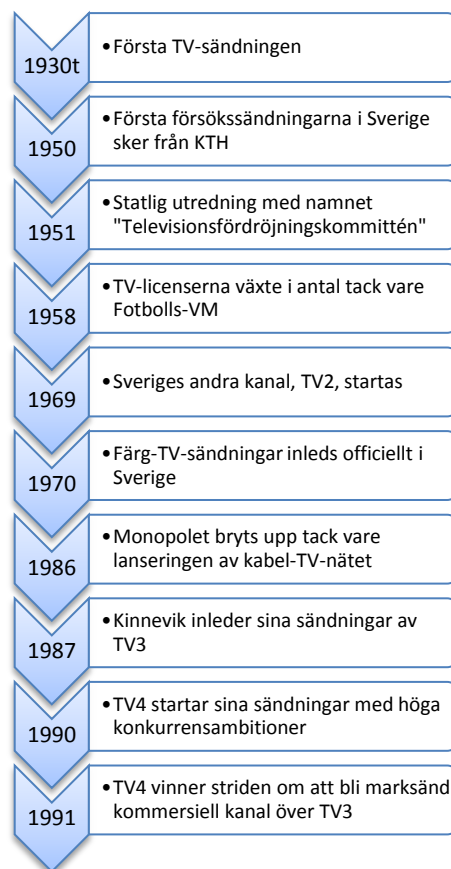 1930t
•Första TV-sändningen
1950
•Första försökssändningarna i Sverige
sker från KTH
1951
•Statlig utredning med namnet
"Televisionsfördröjningskommittén"
1958
•TV-licenserna växte i antal tack vare
Fotbolls-VM
1969
•Sveriges andra kanal, TV2, startas
1970
•Färg-TV-sändningar inleds officiellt i
Sverige
1986
•Monopolet bryts upp tack vare
lanseringen av kabel-TV-nätet
1987
•Kinnevik inleder sina sändningar av
TV3
1990
•TV4 startar sina sändningar med höga
konkurrensambitioner
1991
•TV4 vinner striden om att bli marksänd
kommersiell kanal över TV3